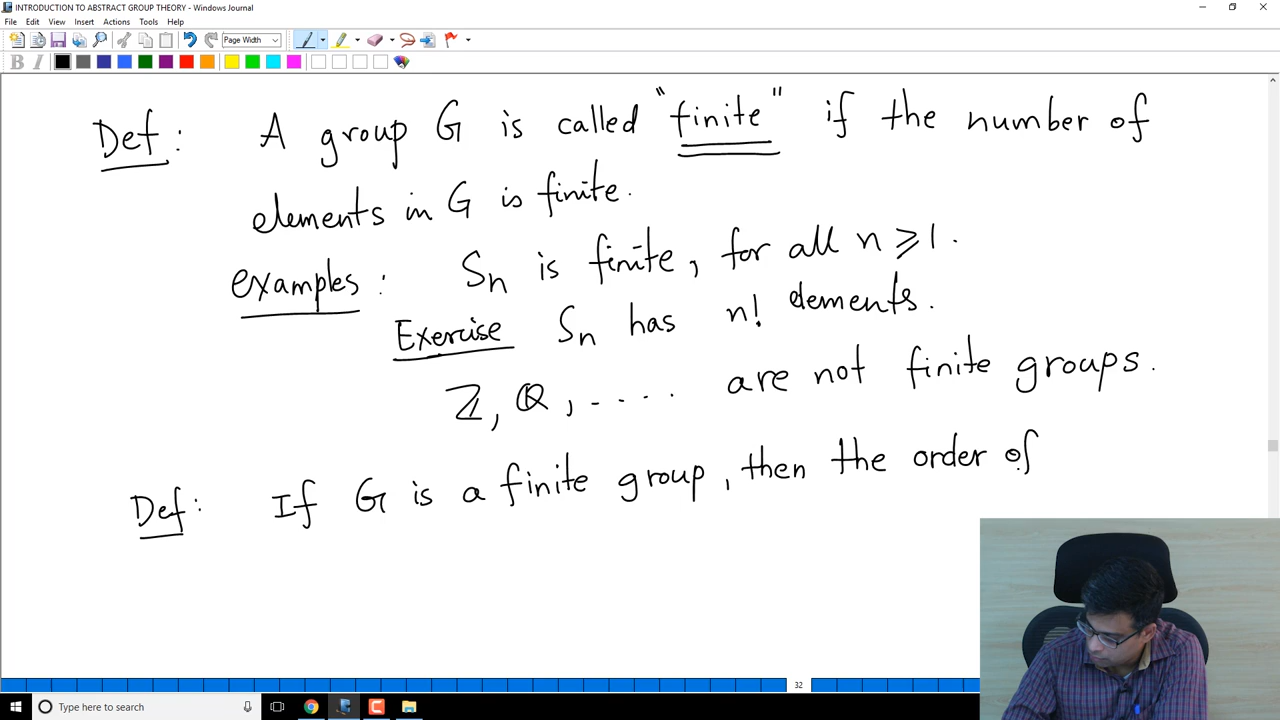 INTRODUCTION TO ABSTRACT GROUP THEORY - Windows Journal
File Edit View Insert Actions Tools Help
Page Width
B I
Def: A group G is called "finite" if the number of
elements in G is finite.
examples: Sn is finite, for all n ⩾ 1.
Exercise Sn has n! elements.
ℤ, ℚ, .... are not finite groups.
Def: If G is a finite group, then the order of
32
Type here to search